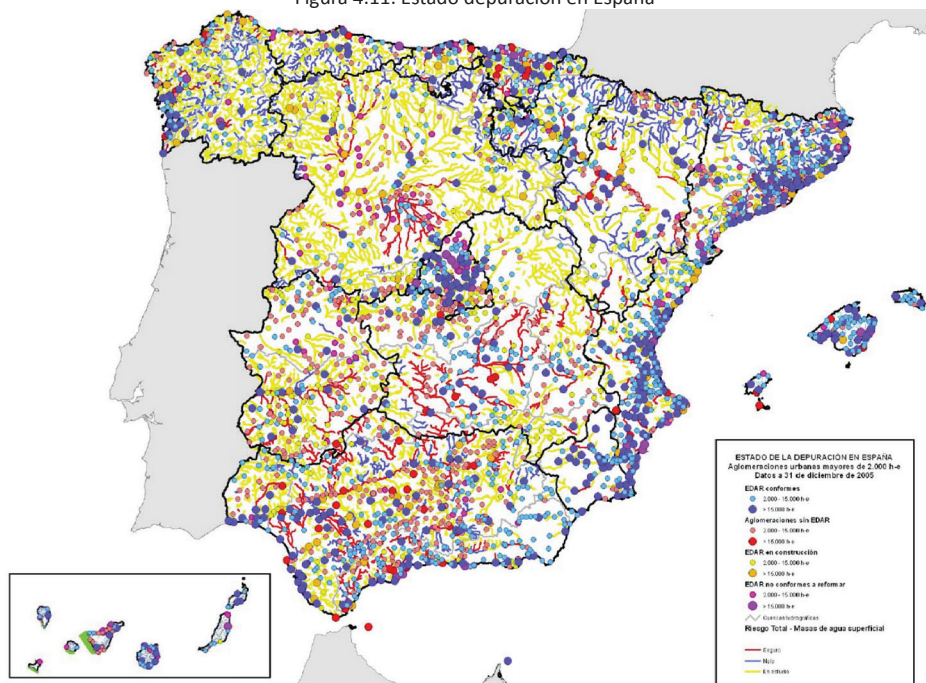 Figura 4.11. Estado depuración en España
ESTADO DE LA DEPURACIÓN EN ESPAÑA
Aglomeraciones urbanas mayores de 2.000 h-e
Datos a 31 de diciembre de 2005
EDAR conformes
2.000 - 15.000 h-e
> 15.000 h-e
Aglomeraciones sin EDAR
2.000 - 15.000 h-e
> 15.000 h-e
EDAR en construcción
2.000 - 15.000 h-e
> 15.000 h-e
EDAR no conformes a reformar
2.000 - 15.000 h-e
> 15.000 h-e
Cuencas hidrográficas
Riesgo Total - Masas de agua superficial
Seguro
Nulo
En estudio